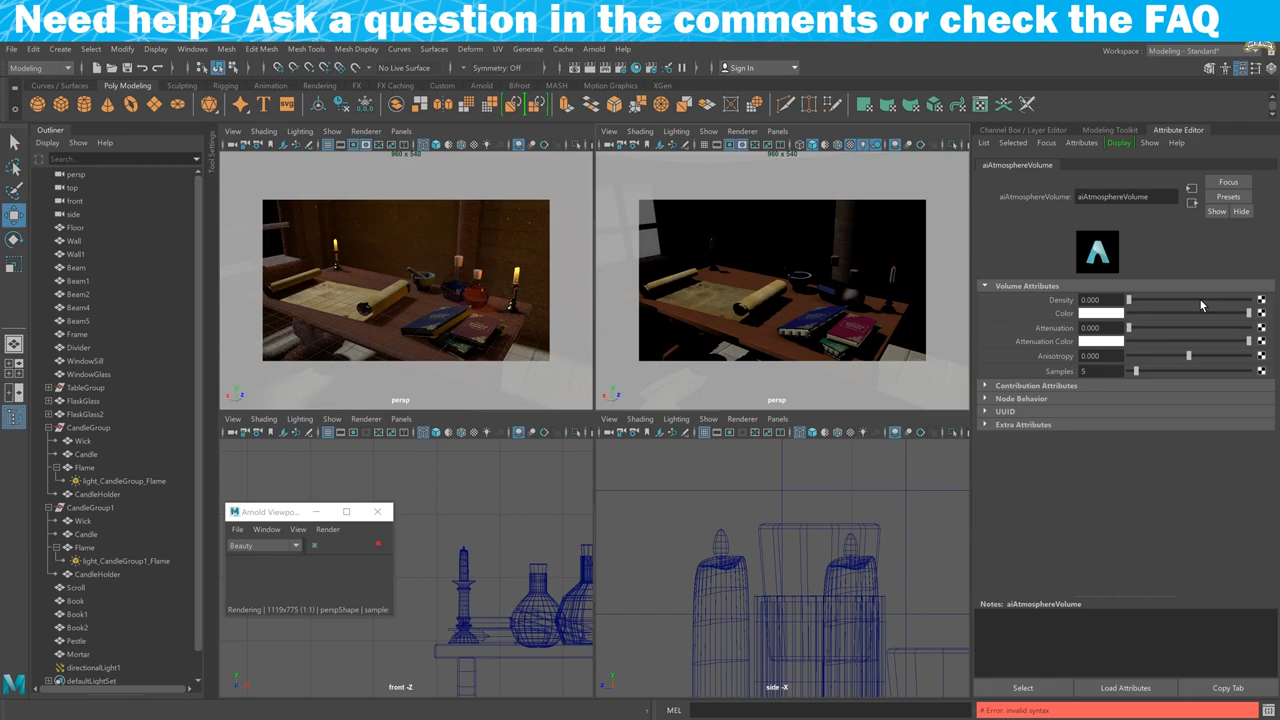 Need help? Ask a question in the comments or check the FAQ
File Edit Create Select Modify Display Windows Mesh Edit Mesh Mesh Tools Mesh Display Curves Surfaces Deform UV Generate Cache Arnold Help
Workspace : Modeling - Standard*
Modeling No Live Surface Symmetry: Off Sign In
Curves / Surfaces Poly Modeling Sculpting Rigging Animation Rendering FX FX Caching Custom Arnold Bifrost MASH Motion Graphics XGen
Outliner
Display Show Help
Search...
persp
top
front
side
Floor
Wall
Wall1
Beam
Beam1
Beam2
Beam4
Beam5
Frame
Divider
WindowSill
WindowGlass
TableGroup
FlaskGlass
FlaskGlass2
CandleGroup
Wick
Candle
Flame
light_CandleGroup_Flame
CandleHolder
CandleGroup1
Wick
Candle
Flame
light_CandleGroup1_Flame
CandleHolder
Scroll
Book
Book1
Book2
Pestle
Mortar
directionalLight1
defaultLightSet
Tool Settings
View Shading Lighting Show Renderer Panels
960 x 540
persp
View Shading Lighting Show Renderer Panels
960 x 540
persp
View Shading Lighting Show Renderer Panels
Arnold Viewpo...
File Window View Render
Beauty
Rendering | 1119x775 (1:1) | perspShape | sample
front -Z
View Shading Lighting Show Renderer Panels
side -X
Channel Box / Layer Editor Modeling Toolkit Attribute Editor
List Selected Focus Attributes Display Show Help
aiAtmosphereVolume
aiAtmosphereVolume: aiAtmosphereVolume
Focus
Presets
Show Hide
Volume Attributes
Density 0.000
Color
Attenuation 0.000
Attenuation Color
Anisotropy 0.000
Samples 5
Contribution Attributes
Node Behavior
UUID
Extra Attributes
Notes: aiAtmosphereVolume
Select Load Attributes Copy Tab
MEL # Error: invalid syntax